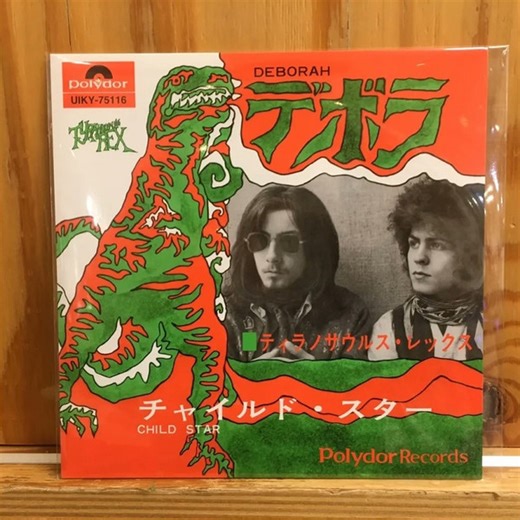 polydor
UIKY-75116
TYRANNOSAURUS REX
DEBORAH
デボラ
ティラノサウルス・レックス
チャイルド・スター
CHILD STAR
Polydor Records